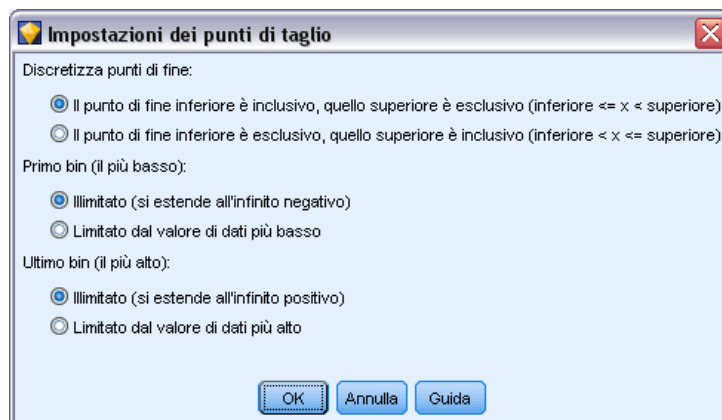 Impostazioni dei punti di taglio
Discretizza punti di fine:
Il punto di fine inferiore è inclusivo, quello superiore è esclusivo (inferiore <= x < superiore)
Il punto di fine inferiore è esclusivo, quello superiore è inclusivo (inferiore < x <= superiore)
Primo bin (il più basso):
Illimitato (si estende all'infinito negativo)
Limitato dal valore di dati più basso
Ultimo bin (il più alto):
Illimitato (si estende all'infinito positivo)
Limitato dal valore di dati più alto
OK Annulla Guida